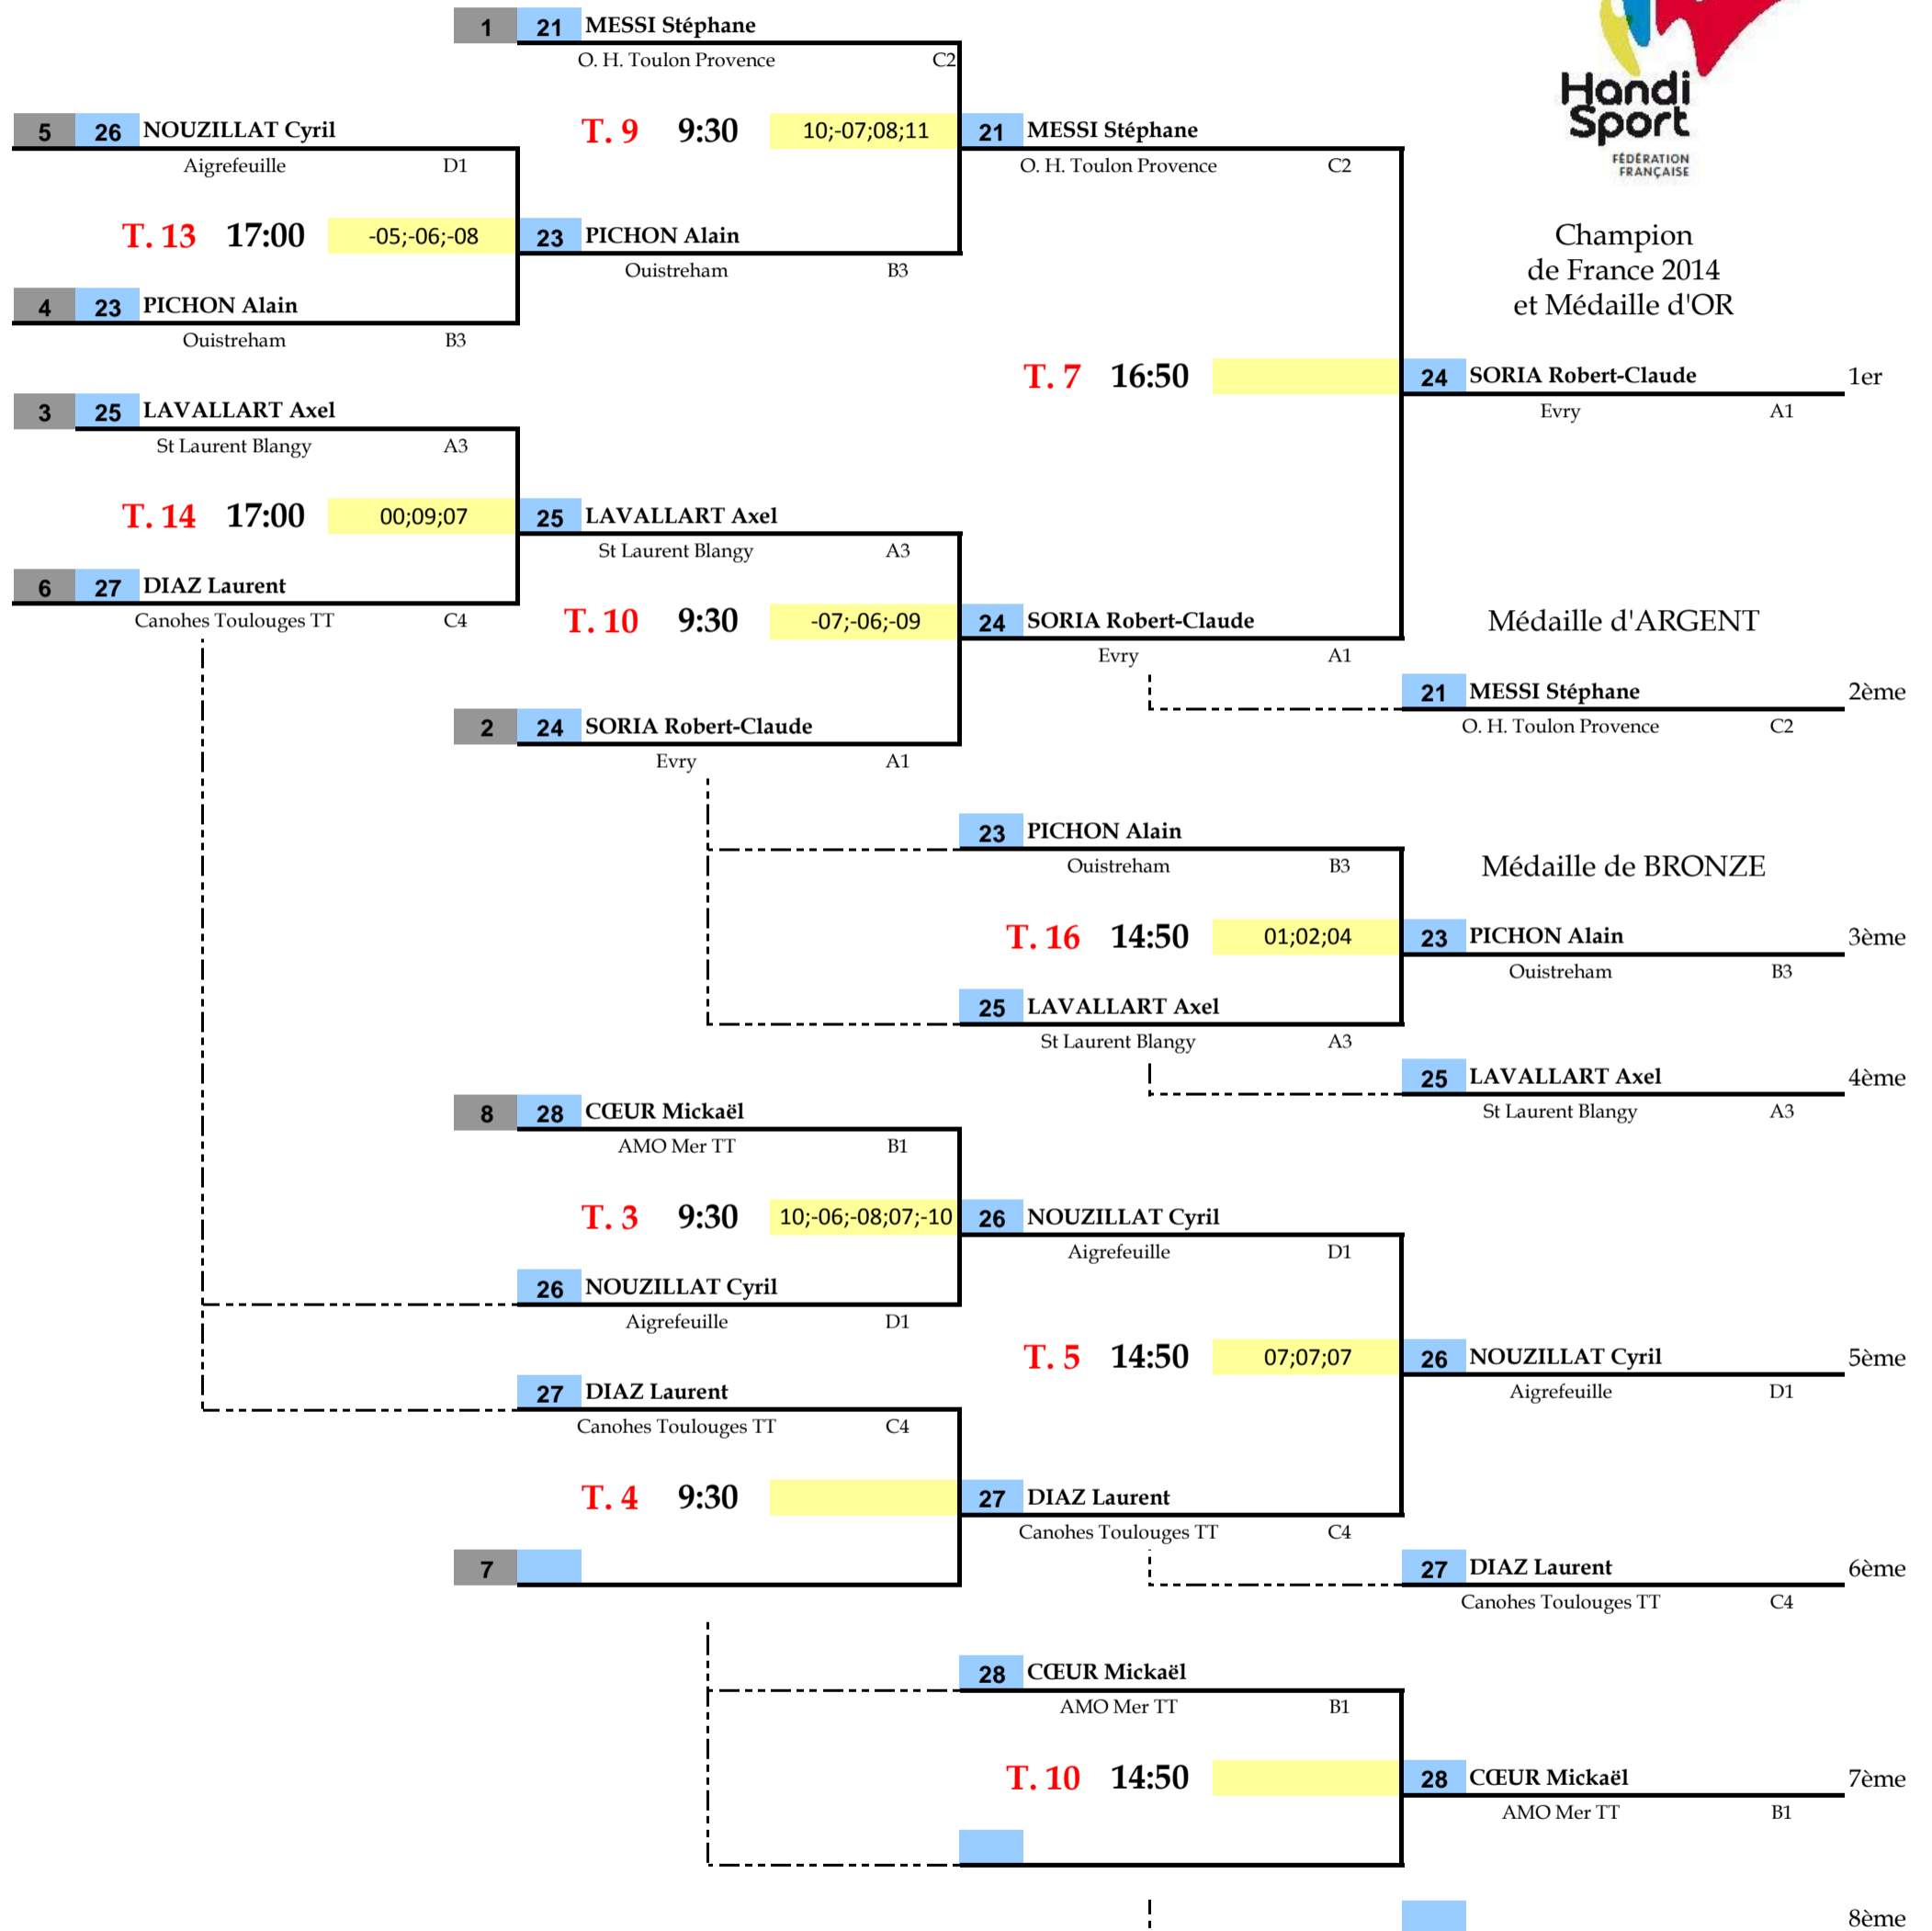 1 21 MESSI Stéphane
O. H. Toulon Provence C2
Handi
Sport
FÉDÉRATION
FRANÇAISE
5 26 NOUZILLAT Cyril T. 9 9:30 10;-07;08;11 21 MESSI Stéphane
Aigrefeuille D1 O. H. Toulon Provence C2
T. 13 17:00 -05;-06;-08 23 PICHON Alain
Ouistreham B3
Champion
de France 2014
et Médaille d'OR
4 23 PICHON Alain
Ouistreham B3
T. 7 16:50 24 SORIA Robert-Claude 1er
Evry A1
3 25 LAVALLART Axel
St Laurent Blangy A3
T. 14 17:00 00;09;07 25 LAVALLART Axel
St Laurent Blangy A3
6 27 DIAZ Laurent
Canohes Toulouges TT C4
T. 10 9:30 -07;-06;-09 24 SORIA Robert-Claude Médaille d'ARGENT
Evry A1
21 MESSI Stéphane 2ème
O. H. Toulon Provence C2
2 24 SORIA Robert-Claude
Evry A1
23 PICHON Alain
Ouistreham B3 Médaille de BRONZE
T. 16 14:50 01;02;04 23 PICHON Alain 3ème
Ouistreham B3
25 LAVALLART Axel
St Laurent Blangy A3
25 LAVALLART Axel 4ème
St Laurent Blangy A3
8 28 CŒUR Mickaël
AMO Mer TT B1
T. 3 9:30 10;-06;-08;07;-10 26 NOUZILLAT Cyril
Aigrefeuille D1
26 NOUZILLAT Cyril
Aigrefeuille D1
T. 5 14:50 07;07;07 26 NOUZILLAT Cyril 5ème
Aigrefeuille D1
27 DIAZ Laurent
Canohes Toulouges TT C4
T. 4 9:30 27 DIAZ Laurent
Canohes Toulouges TT C4
7
27 DIAZ Laurent 6ème
Canohes Toulouges TT C4
28 CŒUR Mickaël
AMO Mer TT B1
T. 10 14:50 28 CŒUR Mickaël 7ème
AMO Mer TT B1
8ème